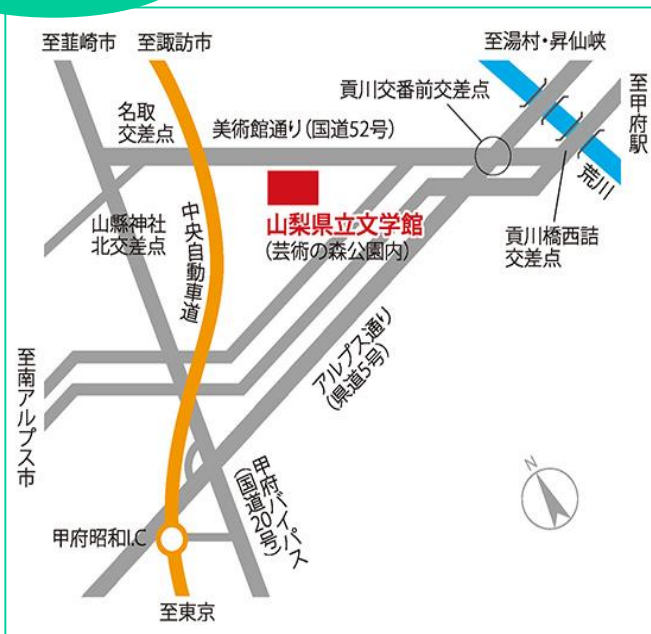 至韮崎市
至諏訪市
至湯村・昇仙峡
至甲府駅
貢川交番前交差点
名取
交差点
美術館通り(国道52号)
荒川
山梨県立文学館
(芸術の森公園内)
山縣神社
北交差点
中央自動車道
貢川橋西詰
交差点
アルプス通り
(県道5号)
至南アルプス市
甲府バイパス
(国道20号)
N
甲府昭和I.C
至東京